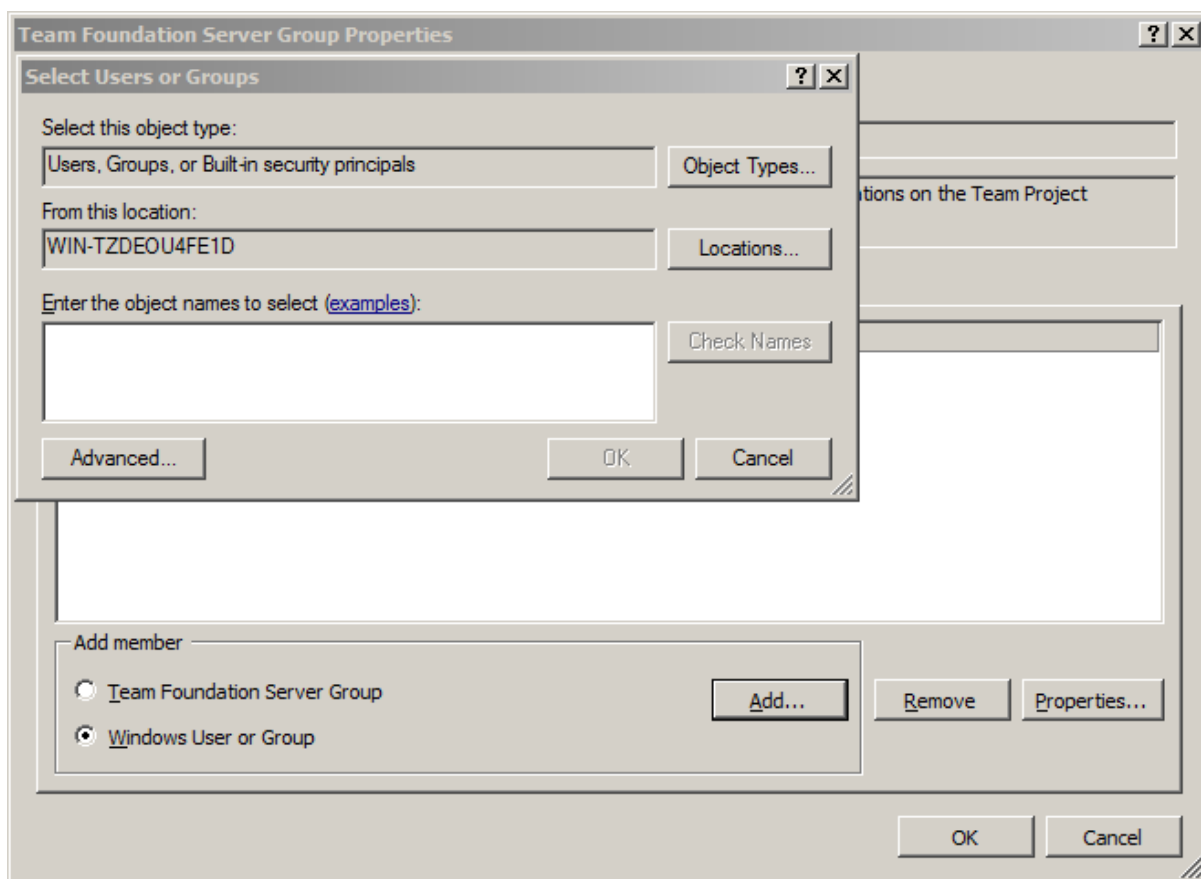 Team Foundation Server Group Properties
Select Users or Groups
Select this object type:
Users, Groups, or Built-in security principals
Object Types...
From this location:
WIN-TZDEOU4FE1D
Locations...
ations on the Team Project
Enter the object names to select (examples):
Check Names
Advanced...
OK
Cancel
Add member
Team Foundation Server Group
Windows User or Group
Add...
Remove
Properties...
OK
Cancel